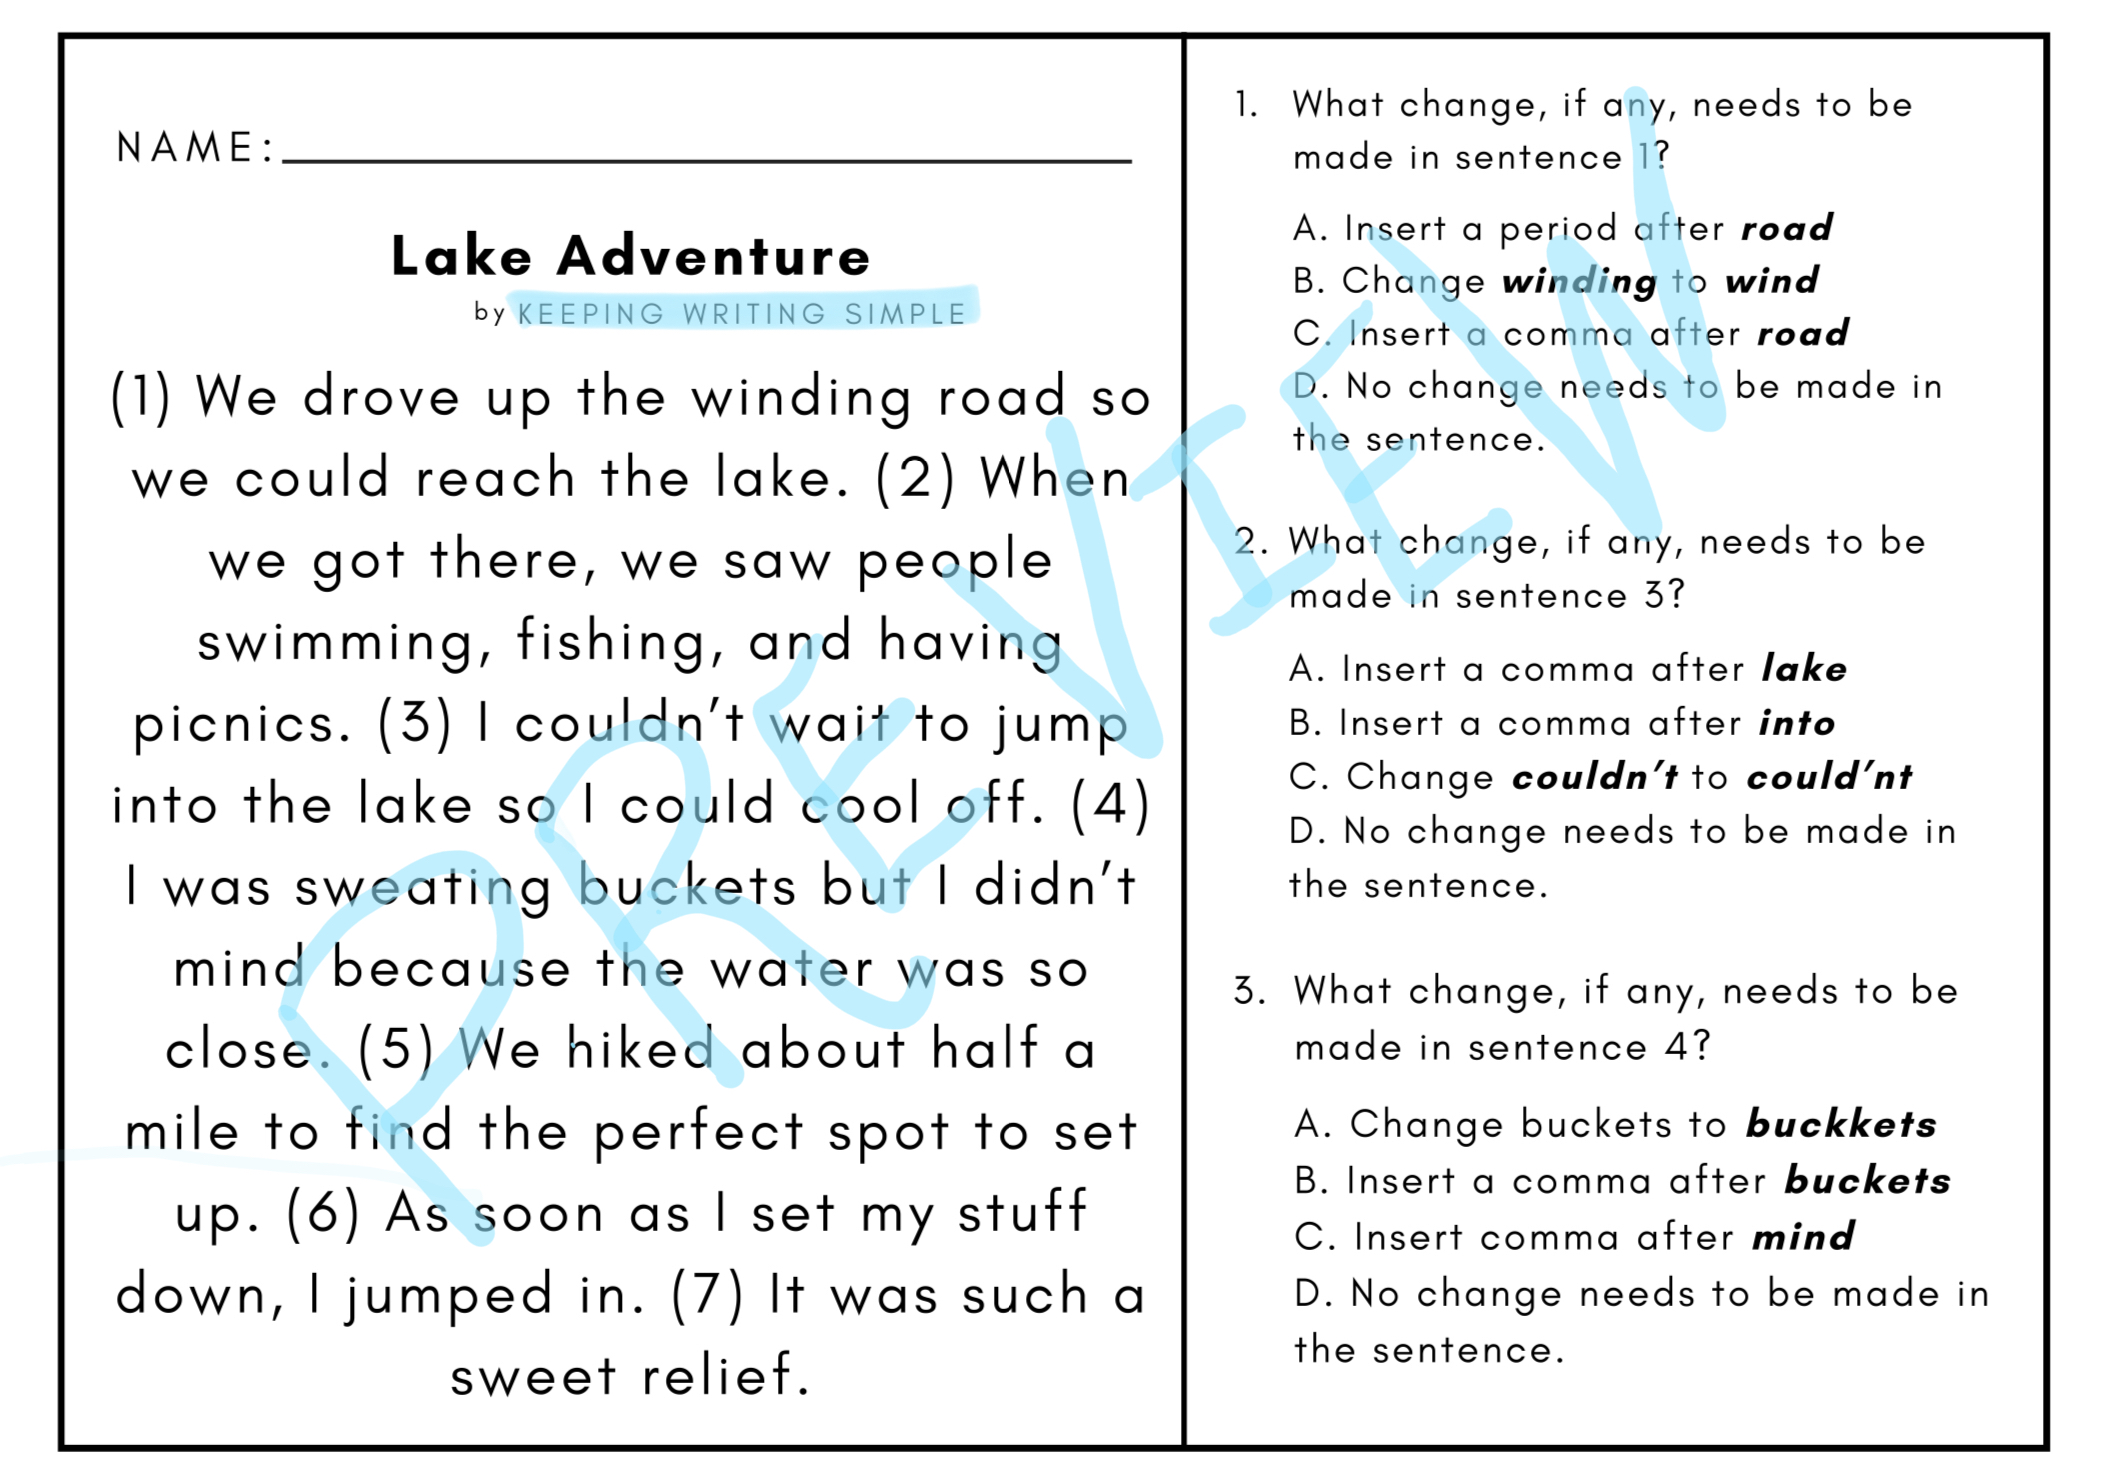 NAME:
Lake Adventure
by KEEPING WRITING SIMPLE
(1) We drove up the winding road so
we could reach the lake. (2) When
we got there, we saw people
swimming, fishing, and having
picnics. (3) I couldn't wait to jump
into the lake so I could cool off. (4)
I was sweating buckets but I didn't
mind because the water was so
close. (5) We hiked about half a
mile to find the perfect spot to set
up. (6) As soon as I set my stuff
down, I jumped in. (7) It was such a
sweet relief.
1. What change, if any, needs to be
made in sentence 1?
A. Insert a period after road
B. Change winding to wind
C. Insert a comma after road
D. No change needs to be made in
the sentence.
2. What change, if any, needs to be
made in sentence 3?
A. Insert a comma after lake
B. Insert a comma after into
C. Change couldn't to could'nt
D. No change needs to be made in
the sentence.
3. What change, if any, needs to be
made in sentence 4?
A. Change buckets to buckkets
B. Insert a comma after buckets
C. Insert comma after mind
D. No change needs to be made in
the sentence.
PREVIEW